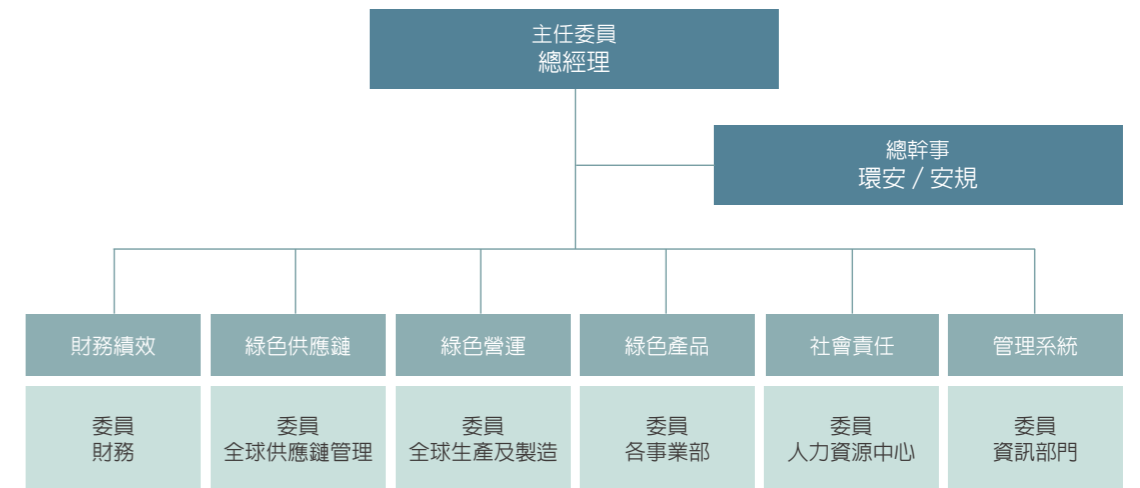 主任委員
總經理
總幹事
環安 / 安規
財務績效
綠色供應鏈
綠色營運
綠色產品
社會責任
管理系統
委員
財務
委員
全球供應鏈管理
委員
全球生產及製造
委員
各事業部
委員
人力資源中心
委員
資訊部門